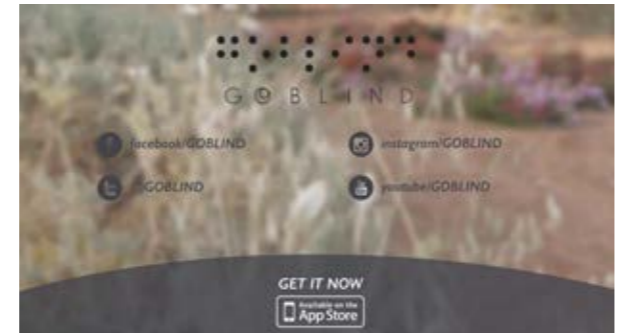 GOBLIND
facebook/GOBLIND
instagram/GOBLIND
/GOBLIND
youtube/GOBLIND
GET IT NOW
Available on the
App Store